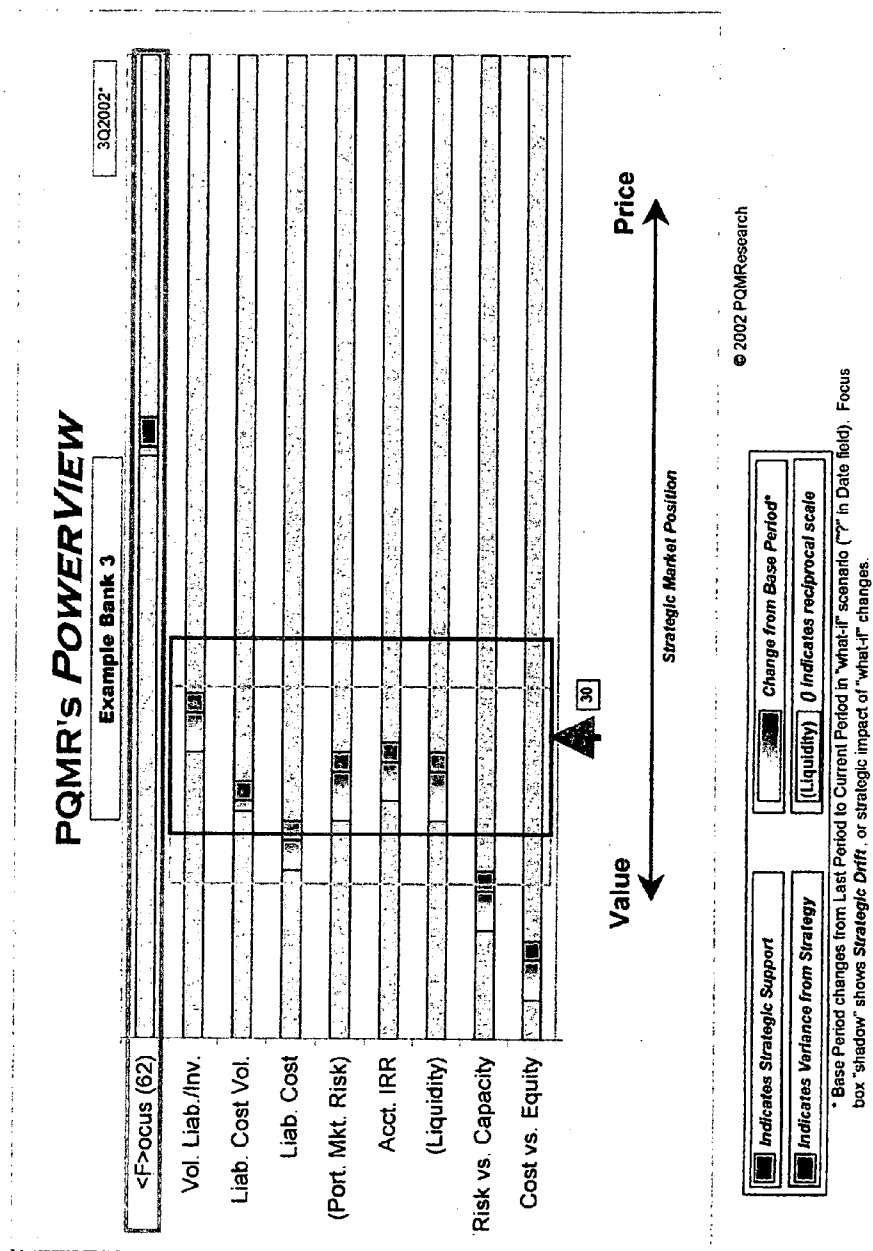 PQMR's POWERVIEW
Example Bank 3
3Q2002*
<F>ocus (62)
Vol. Liab./Inv.
Liab. Cost Vol.
Liab. Cost
(Port. Mkt. Risk)
Acct. IRR
(Liquidity)
Risk vs. Capacity
Cost vs. Equity
30
Value
Price
Strategic Market Position
© 2002 PQMResearch
Indicates Strategic Support
Change from Base Period*
Indicates Variance from Strategy
(Liquidity) () Indicates reciprocal scale
* Base Period changes from Last Period to Current Period in "what-if" scenario ("?" in Date field). Focus
box "shadow" shows Strategic Drift, or strategic impact of "what-if" changes.